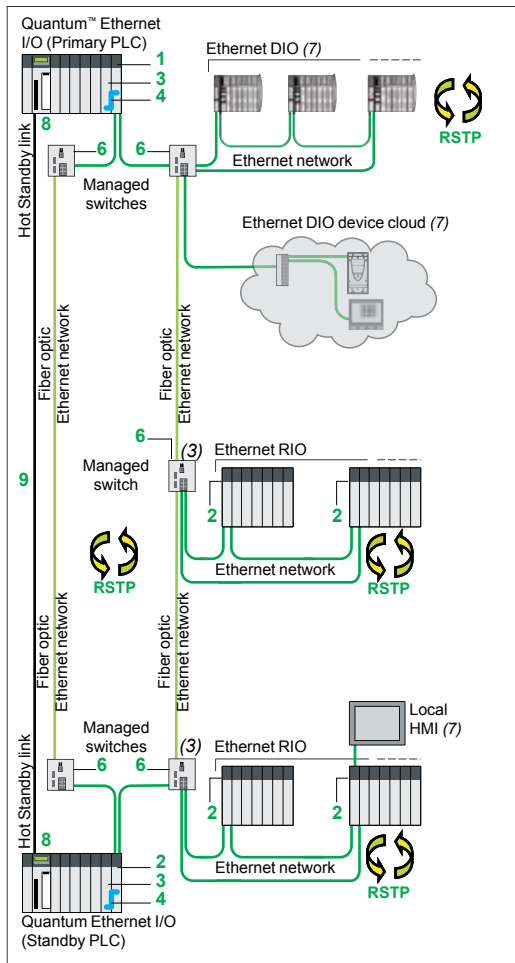 Quantum™ Ethernet
I/O (Primary PLC)
1
3
4
8
Ethernet DIO (7)
RSTP
6
6
Ethernet network
Managed
switches
Hot Standby link
Ethernet DIO device cloud (7)
Fiber optic
Ethernet network
Fiber optic
Ethernet network
6
(3)
Ethernet RIO
Managed
switch
9
2
2
Ethernet network
RSTP
RSTP
Fiber optic
Ethernet network
Fiber optic
Ethernet network
Local
HMI (7)
Managed
switches
(3)
Ethernet RIO
6
6
2
2
Hot Standby link
8
2
3
4
Ethernet network
RSTP
Quantum Ethernet I/O
(Standby PLC)